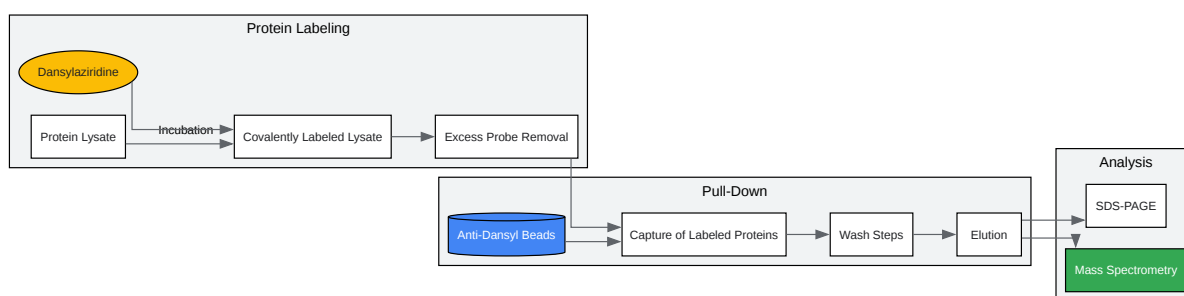 Protein Labeling
Dansylaziridine
Protein Lysate
Incubation
Covalently Labeled Lysate
Excess Probe Removal
Pull-Down
Anti-Dansyl Beads
Capture of Labeled Proteins
Wash Steps
Elution
Analysis
SDS-PAGE
Mass Spectrometry